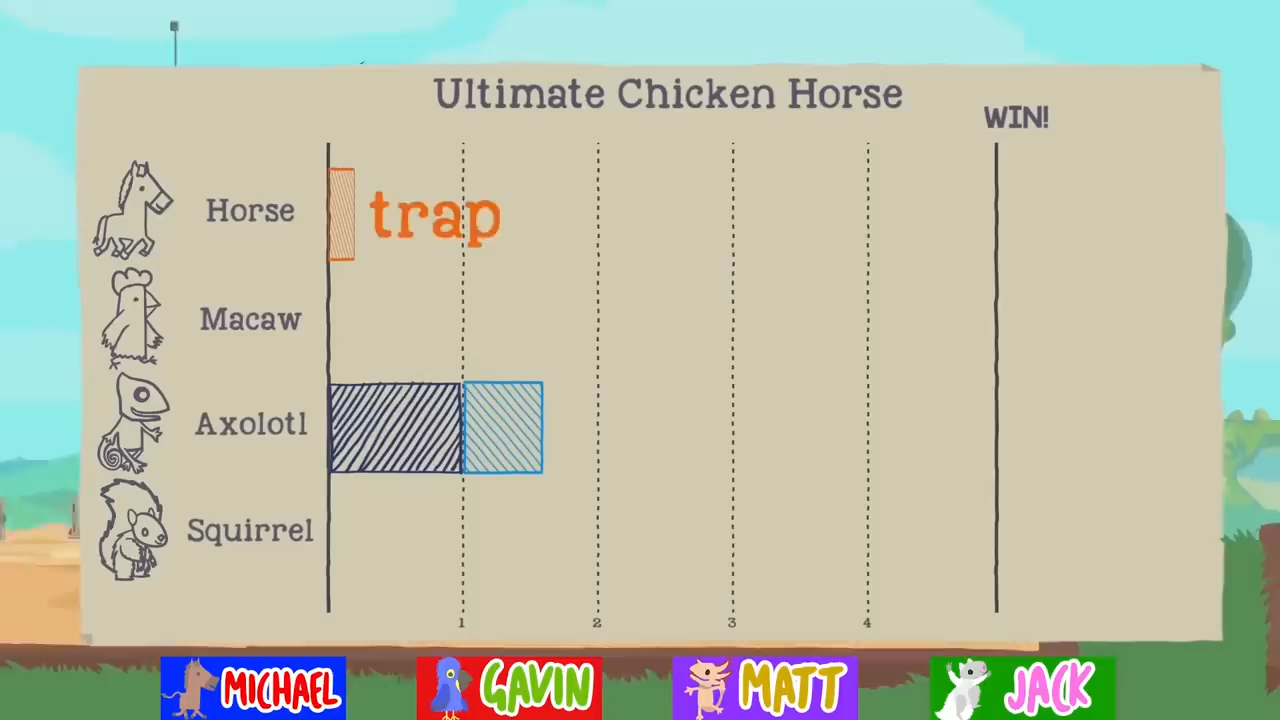 Ultimate Chicken Horse
WIN!
Horse
trap
Macaw
Axolotl
Squirrel
1 2 3 4
MICHAEL GAVIN MATT JACK